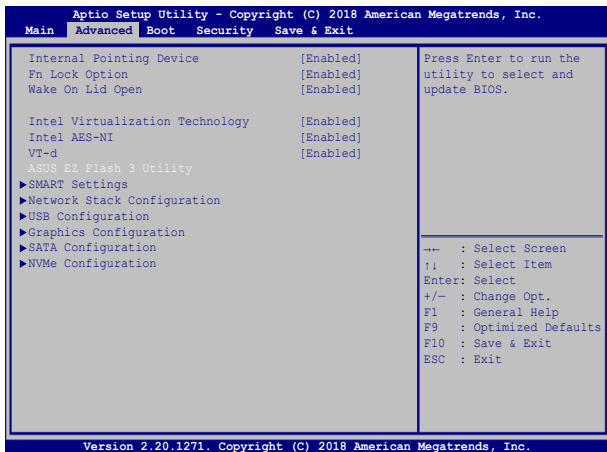 Aptio Setup Utility - Copyright (C) 2018 American Megatrends, Inc.
Main Advanced Boot Security Save & Exit
Internal Pointing Device [Enabled]
Fn Lock Option [Enabled]
Wake On Lid Open [Enabled]
Intel Virtualization Technology [Enabled]
Intel AES-NI [Enabled]
VT-d [Enabled]
ASUS EZ Flash 3 Utility
▶SMART Settings
▶Network Stack Configuration
▶USB Configuration
▶Graphics Configuration
▶SATA Configuration
▶NVMe Configuration
Press Enter to run the
utility to select and
update BIOS.
→← : Select Screen
↑↓ : Select Item
Enter: Select
+/— : Change Opt.
F1 : General Help
F9 : Optimized Defaults
F10 : Save & Exit
ESC : Exit
Version 2.20.1271. Copyright (C) 2018 American Megatrends, Inc.